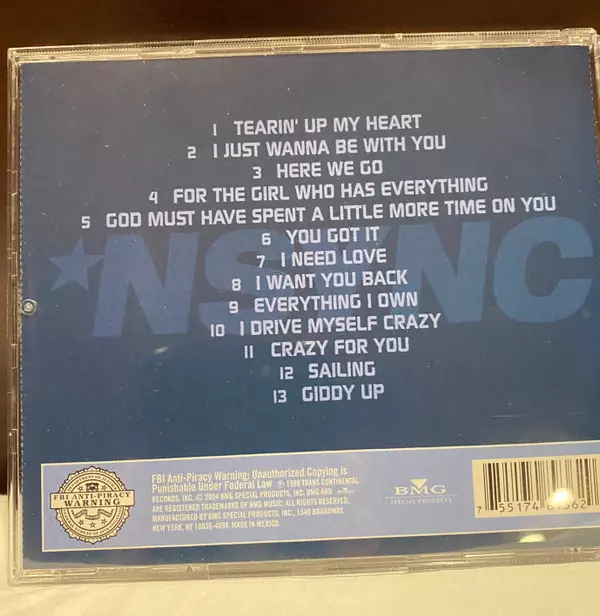 1 TEARIN' UP MY HEART
2 I JUST WANNA BE WITH YOU
3 HERE WE GO
4 FOR THE GIRL WHO HAS EVERYTHING
5 GOD MUST HAVE SPENT A LITTLE MORE TIME ON YOU
6 YOU GOT IT
7 I NEED LOVE
8 I WANT YOU BACK
9 EVERYTHING I OWN
10 I DRIVE MYSELF CRAZY
11 CRAZY FOR YOU
12 SAILING
13 GIDDY UP
*NSYNC
FBI ANTI-PIRACY
WARNING
FBI Anti-Piracy Warning: Unauthorized Copying is
Punishable Under Federal Law ℗ 1998 TRANS CONTINENTAL
RECORDS, INC. © 2004 BMG SPECIAL PRODUCTS, INC. BMG AND
ARE REGISTERED TRADEMARKS OF BMG MUSIC. ALL RIGHTS RESERVED.
MANUFACTURED BY BMG SPECIAL PRODUCTS, INC., 1540 BROADWAY,
NEW YORK, NY 10036-4098. MADE IN MEXICO.
BMG
SPECIAL PRODUCTS
7 55174